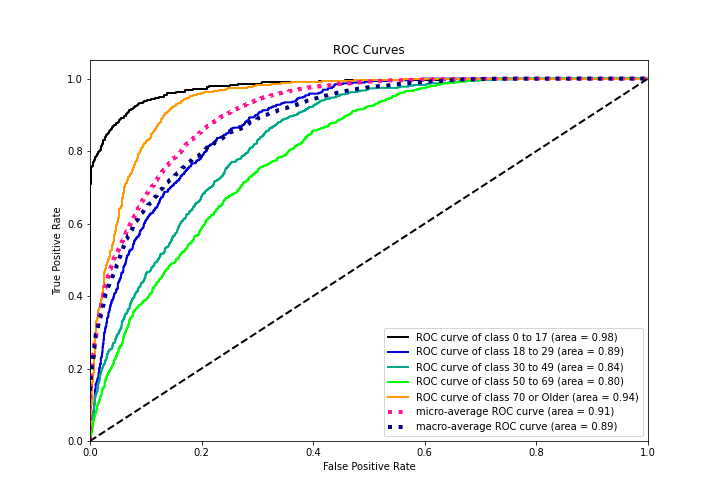 ROC Curves
1.0
0.8
0.6
0.4
0.2
0.0
True Positive Rate
0.0 0.2 0.4 0.6 0.8 1.0
False Positive Rate
ROC curve of class 0 to 17 (area = 0.98)
ROC curve of class 18 to 29 (area = 0.89)
ROC curve of class 30 to 49 (area = 0.84)
ROC curve of class 50 to 69 (area = 0.80)
ROC curve of class 70 or Older (area = 0.94)
micro-average ROC curve (area = 0.91)
macro-average ROC curve (area = 0.89)